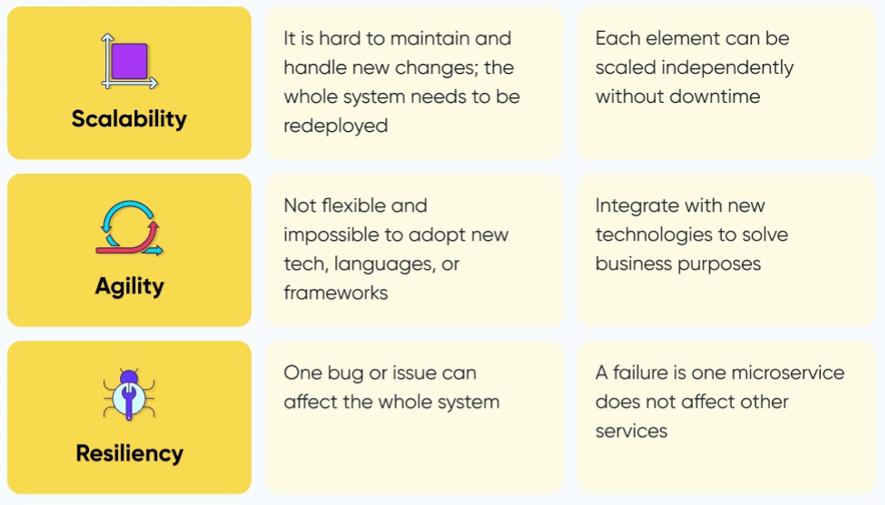 Scalability
It is hard to maintain and
handle new changes; the
whole system needs to be
redeployed
Each element can be
scaled independently
without downtime
Agility
Not flexible and
impossible to adopt new
tech, languages, or
frameworks
Integrate with new
technologies to solve
business purposes
Resiliency
One bug or issue can
affect the whole system
A failure is one microservice
does not affect other
services